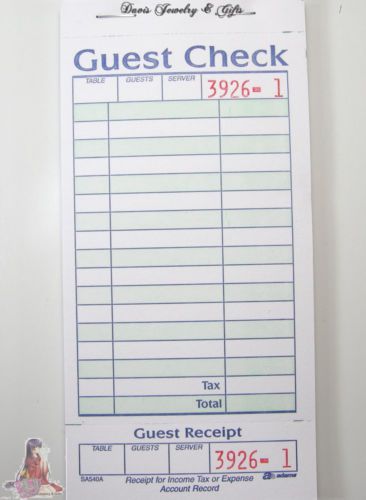 Davis Jewelry & Gifts
Guest Check
TABLE GUESTS SERVER 3926-1
Tax
Total
Guest Receipt
TABLE GUESTS SERVER 3926-1
SA540A Receipt for Income Tax or Expense adams
Account Record